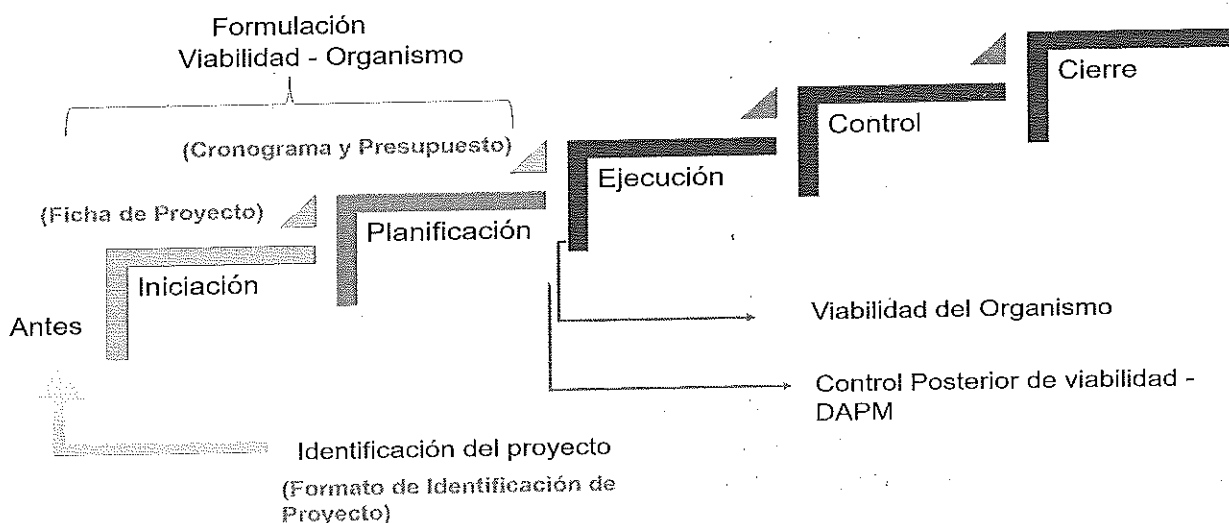 Formulación
Viabilidad - Organismo
Cierre
Control
(Cronograma y Presupuesto)
Ejecución
(Ficha de Proyecto)
Planificación
Iniciación
Antes
Viabilidad del Organismo
Control Posterior de viabilidad -
DAPM
Identificación del proyecto
(Formato de Identificación de
Proyecto)